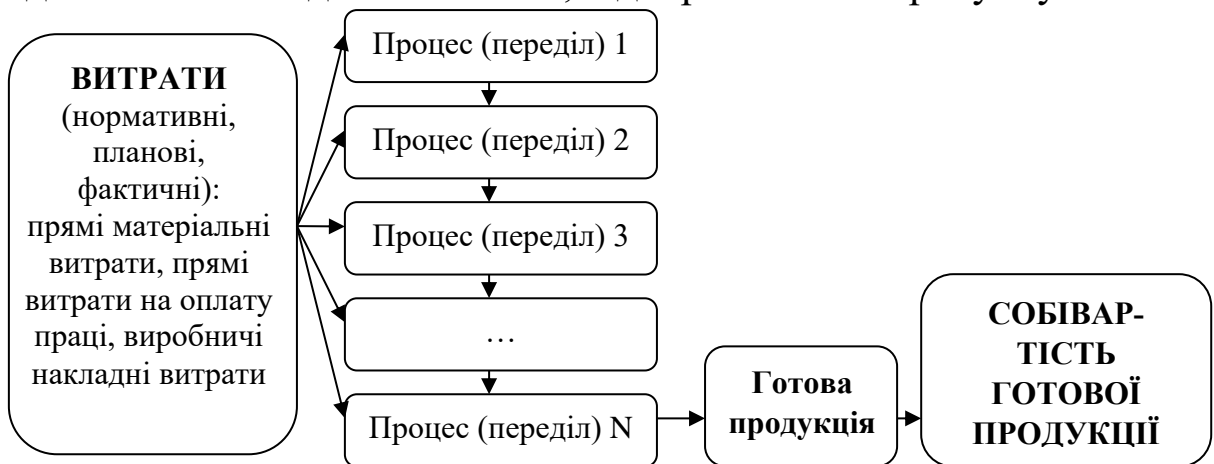 ВИТРАТИ
(нормативні,
планові,
фактичні):
прямі матеріальні
витрати, прямі
витрати на оплату
праці, виробничі
накладні витрати
Процес (переділ) 1
Процес (переділ) 2
Процес (переділ) 3
…
Процес (переділ) N
Готова
продукція
СОБІВАР-
ТІСТЬ
ГОТОВОЇ
ПРОДУКЦІЇ